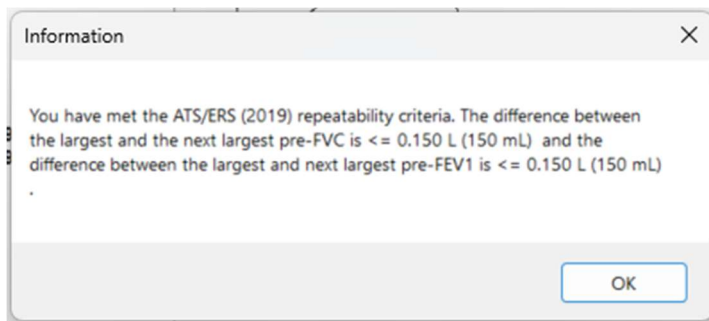 Information
You have met the ATS/ERS (2019) repeatability criteria. The difference between
the largest and the next largest pre-FVC is <= 0.150 L (150 mL)  and the
difference between the largest and next largest pre-FEV1 is <= 0.150 L (150 mL)
.
OK